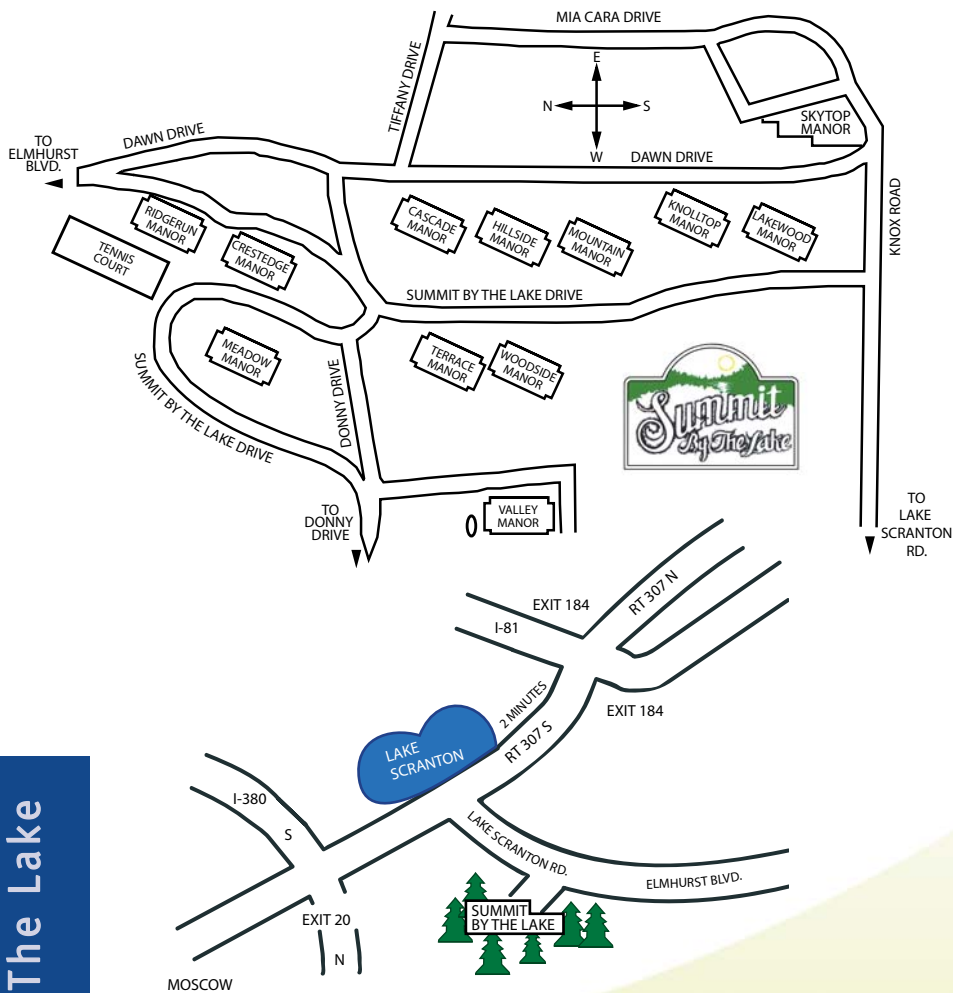 MIA CARA DRIVE
TIFFANY DRIVE
E
N
S
W
SKYTOP
MANOR
DAWN DRIVE
TO
ELMHURST
BLVD.
DAWN DRIVE
KNOX ROAD
RIDGERUN
MANOR
TENNIS
COURT
CRESTEDGE
MANOR
CASCADE
MANOR
HILLSIDE
MANOR
MOUNTAIN
MANOR
KNOLLTOP
MANOR
LAKEWOOD
MANOR
SUMMIT BY THE LAKE DRIVE
MEADOW
MANOR
DONNY DRIVE
TERRACE
MANOR
WOODSIDE
MANOR
SUMMIT BY THE LAKE DRIVE
Summit
By The Lake
TO
DONNY
DRIVE
VALLEY
MANOR
TO
LAKE
SCRANTON
RD.
EXIT 184
I-81
RT 307 N
2 MINUTES
RT 307 S
EXIT 184
LAKE
SCRANTON
I-380
S
LAKE SCRANTON RD.
ELMHURST BLVD.
SUMMIT
BY THE LAKE
EXIT 20
N
MOSCOW
The Lake